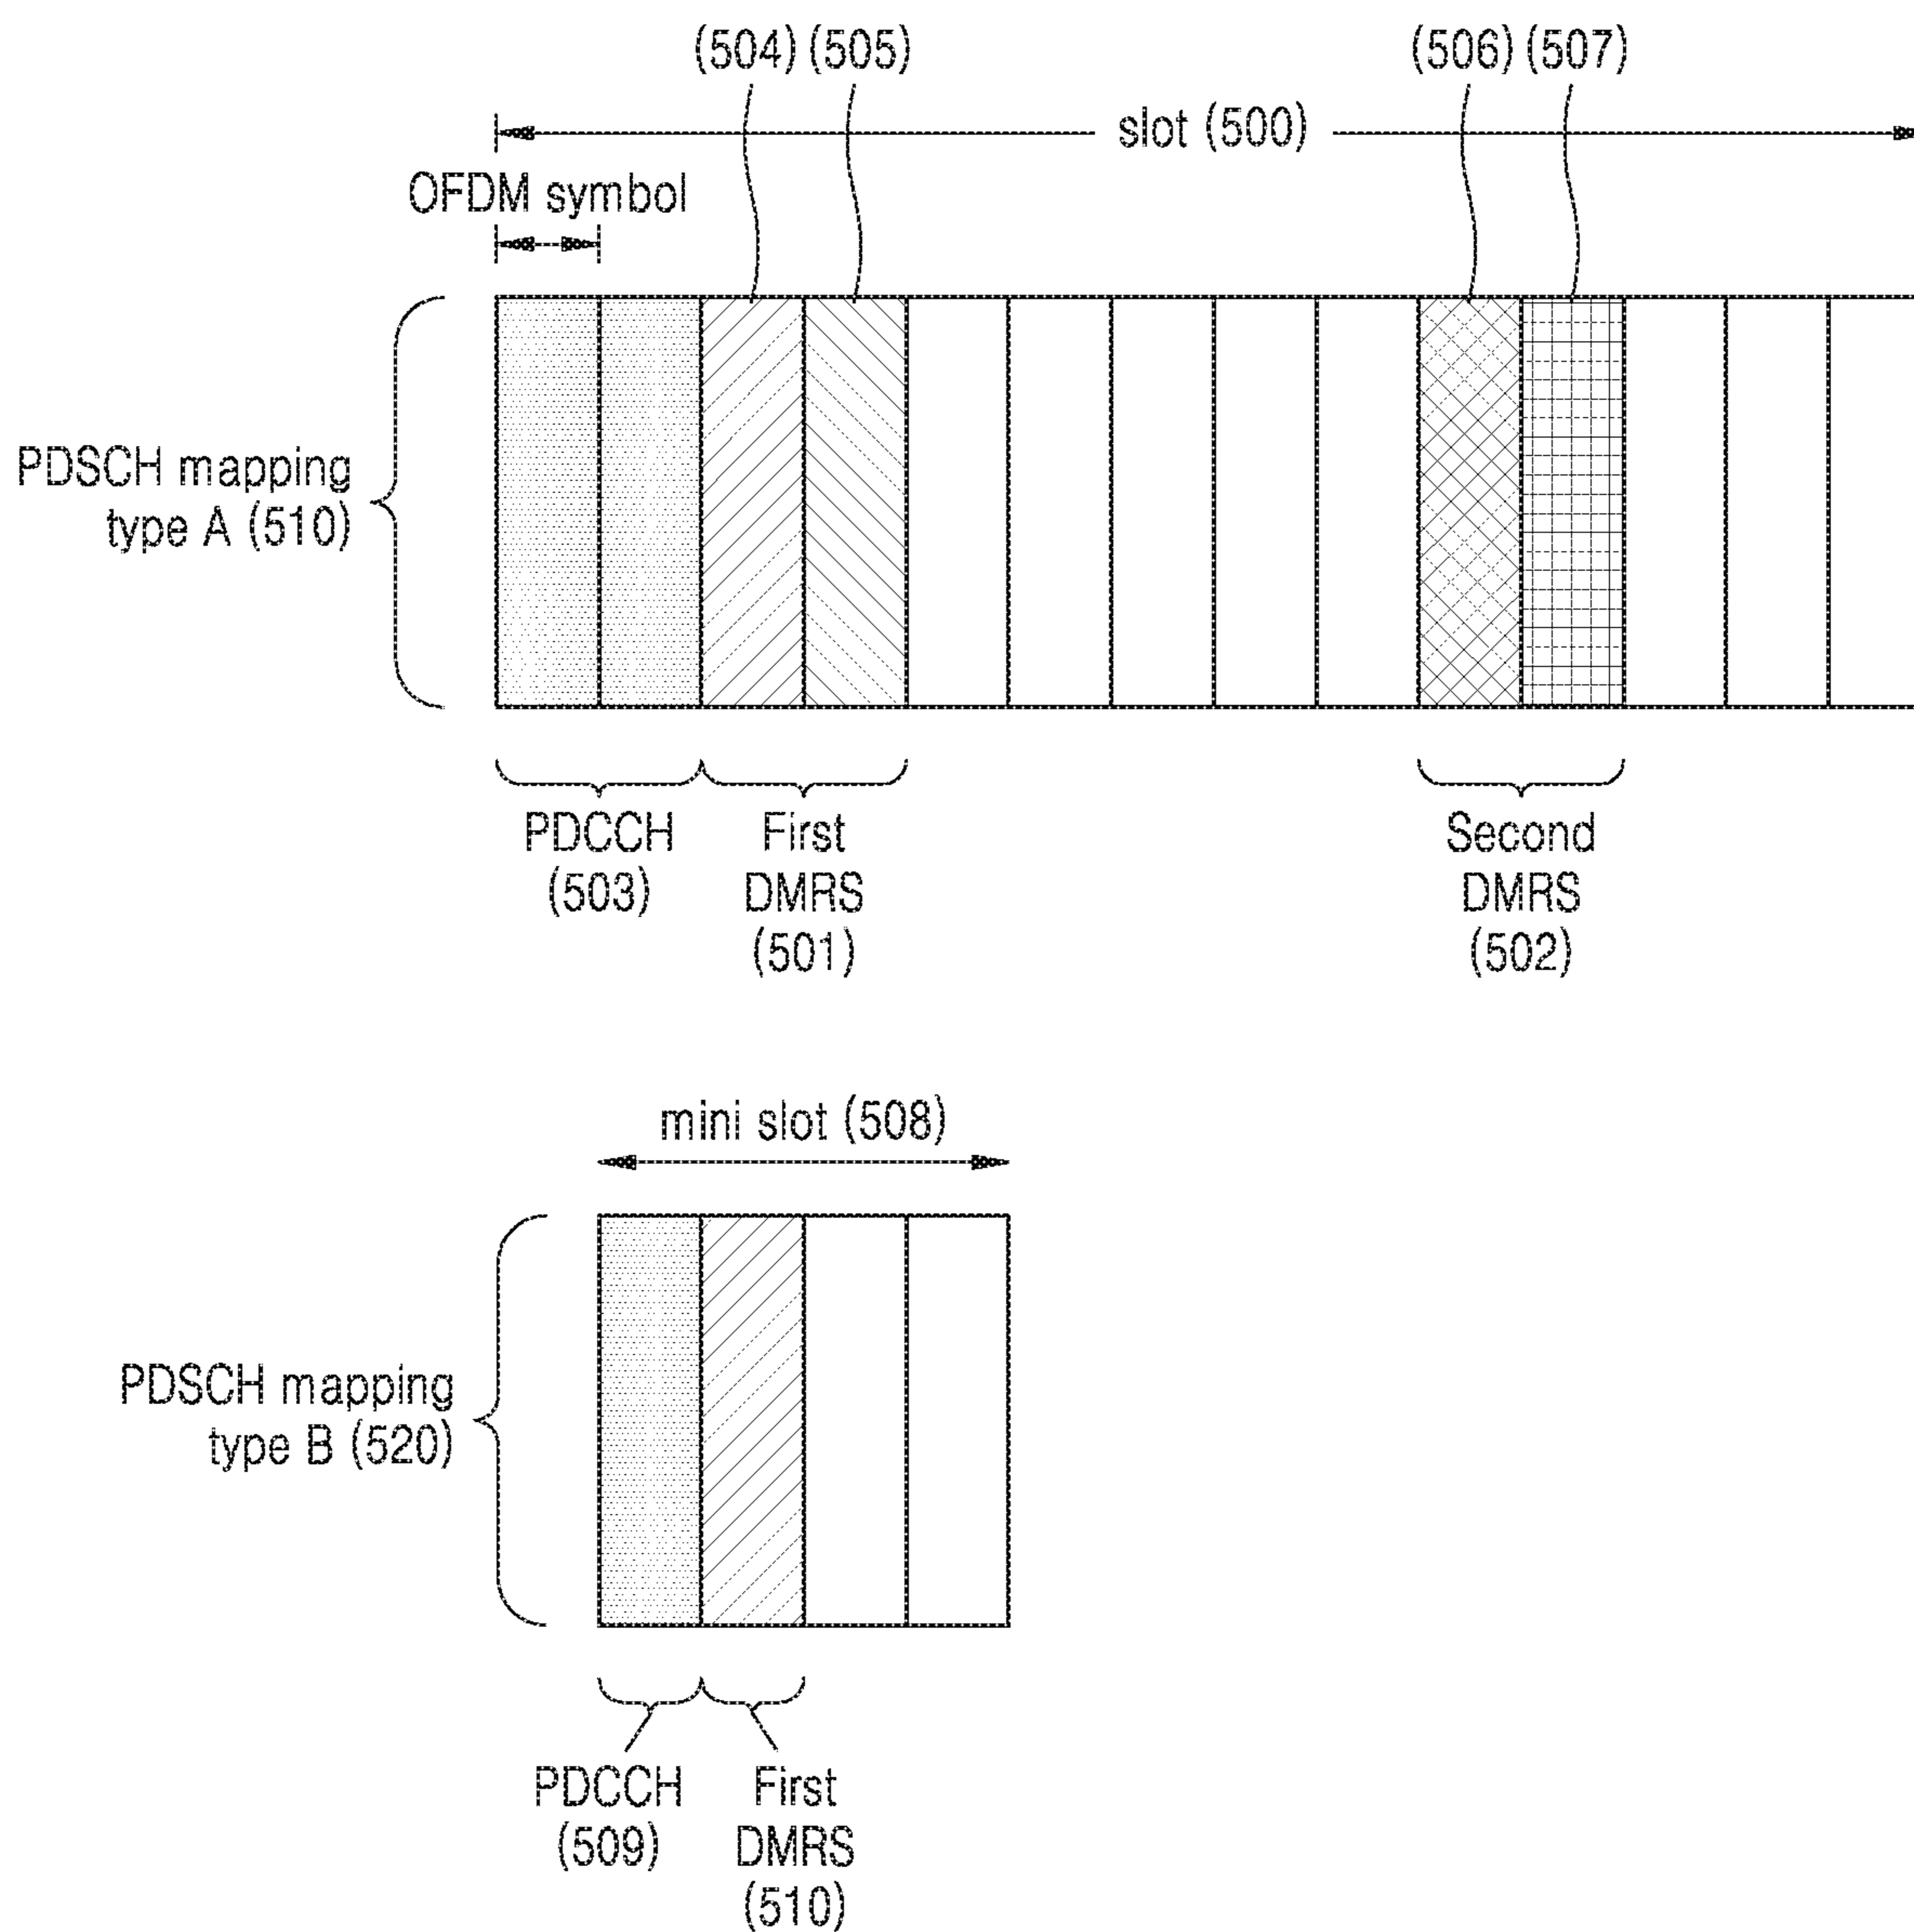 (504) (505)
(506) (507)
slot (500)
OFDM symbol
PDSCH mapping
type A (510)
PDCCH
(503)
First
DMRS
(501)
Second
DMRS
(502)
mini slot (508)
PDSCH mapping
type B (520)
PDCCH
(509)
First
DMRS
(510)